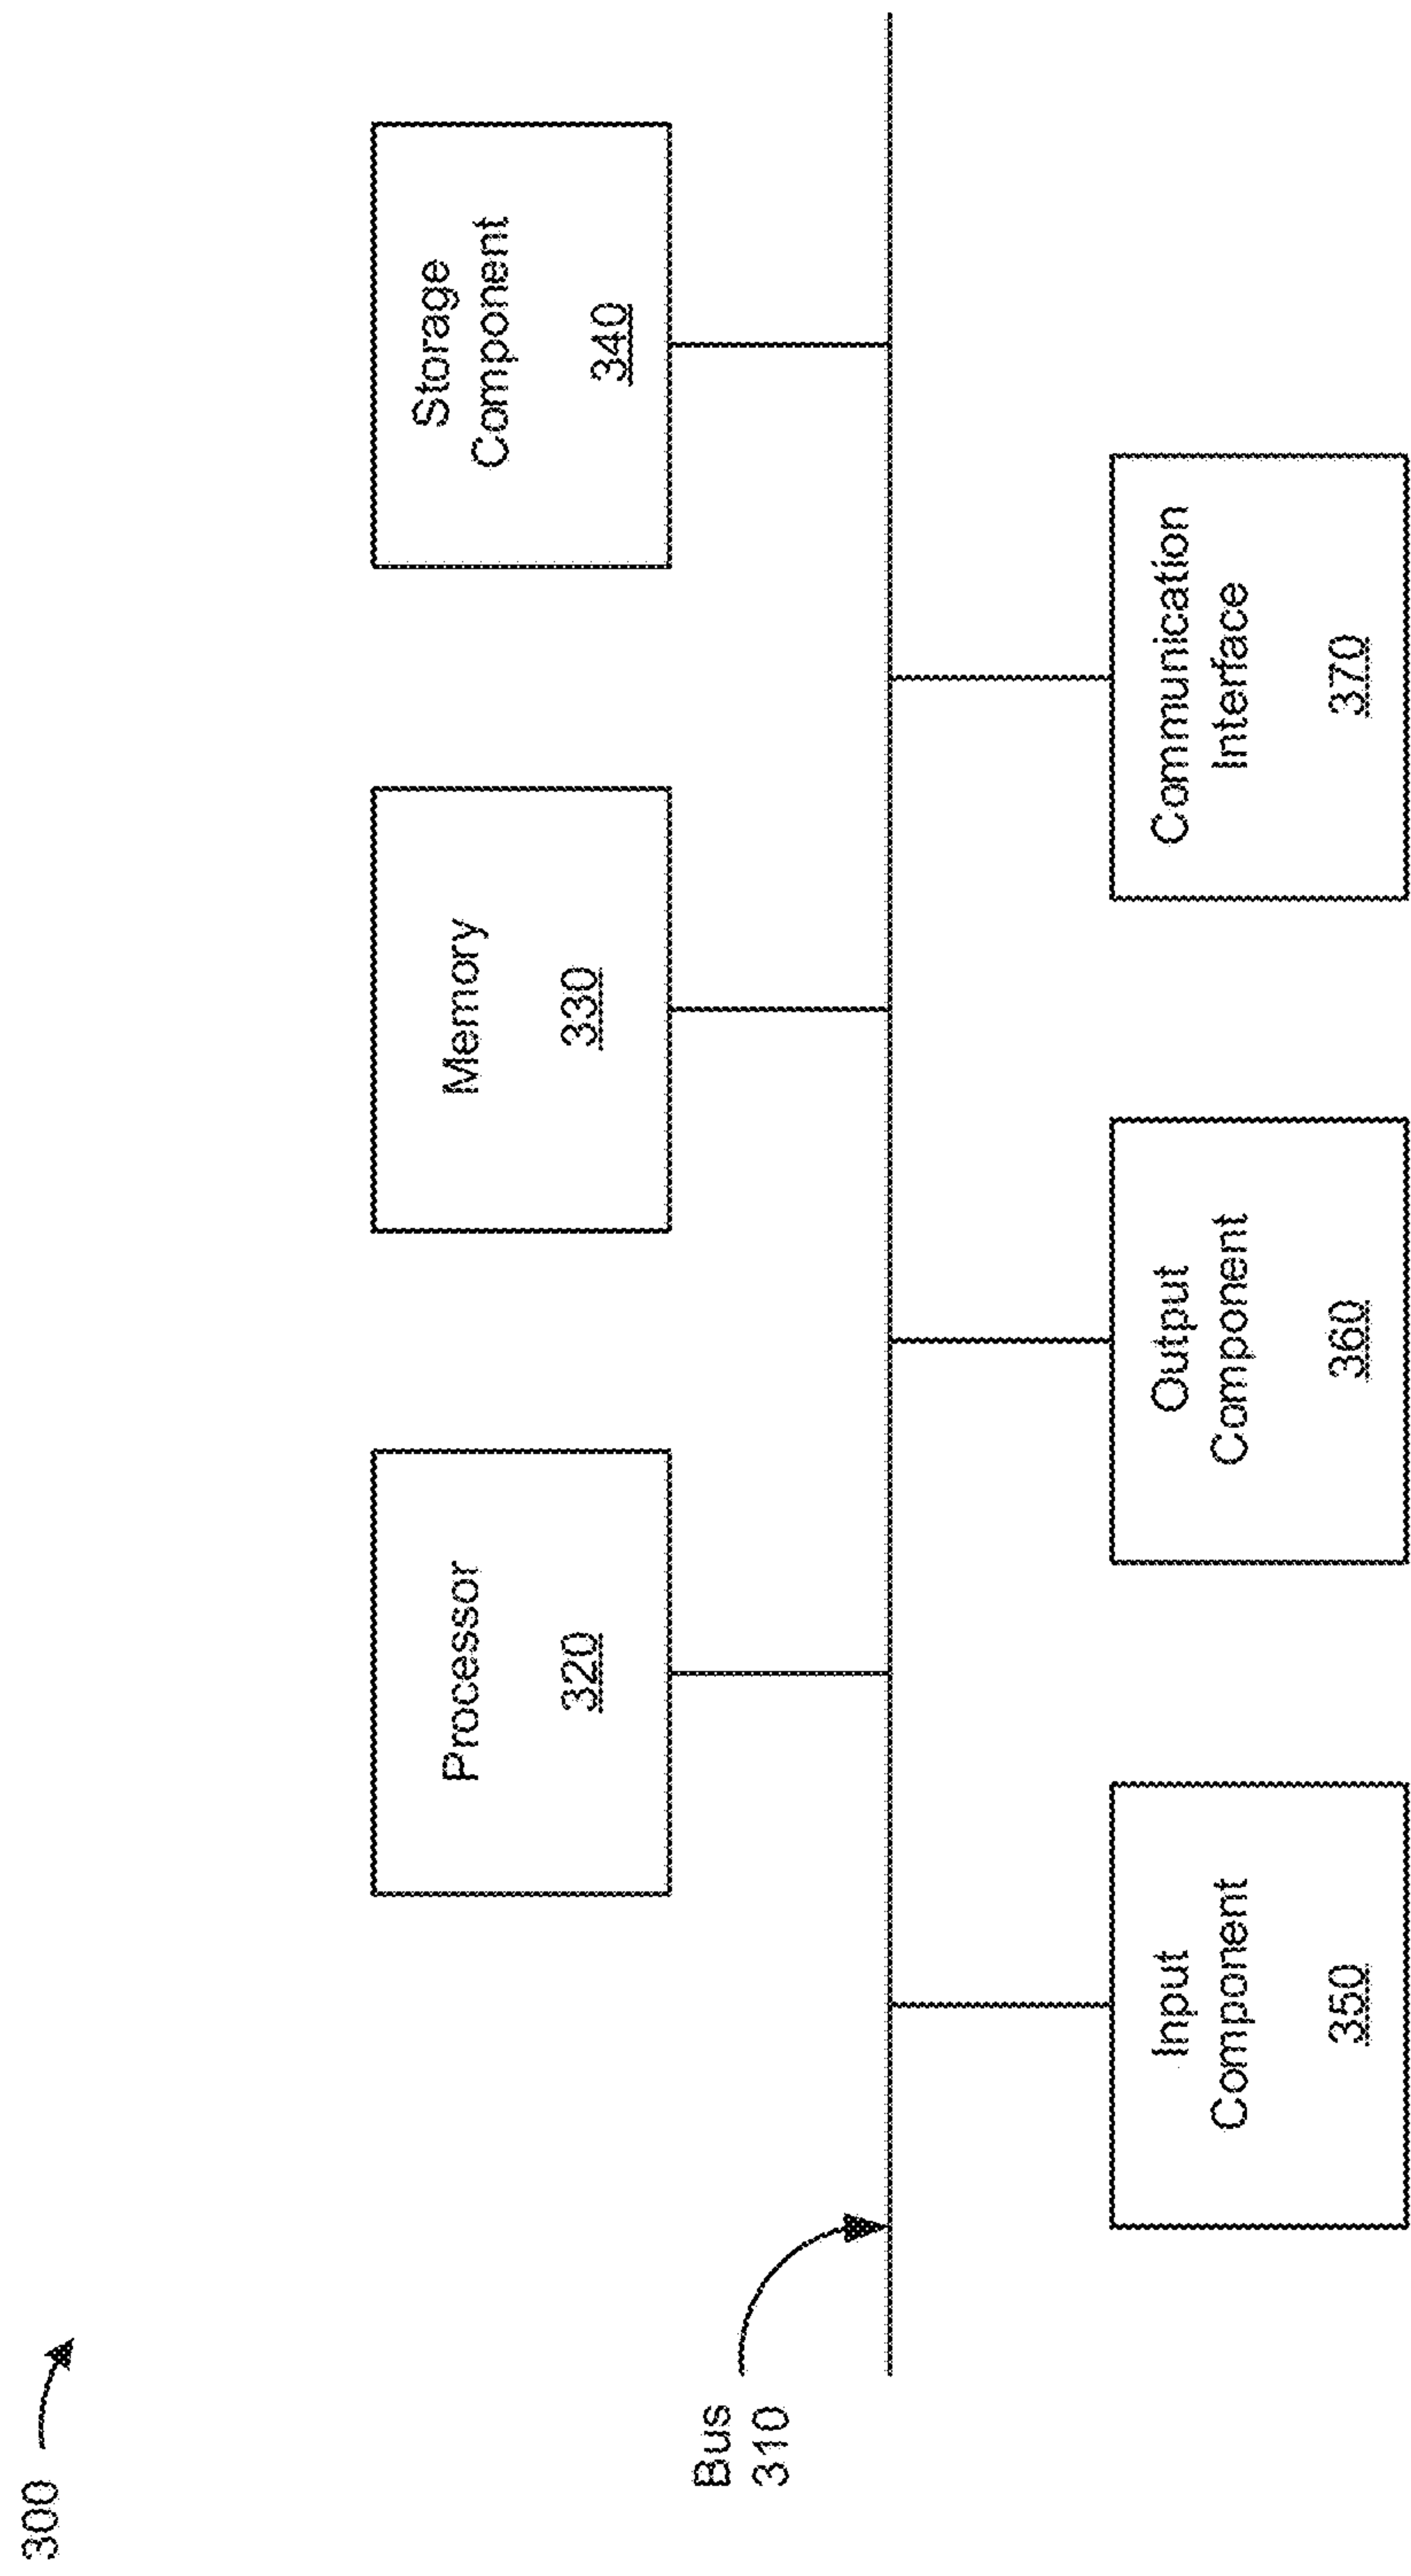 300
Bus
310
Processor
320
Memory
330
Storage
Component
340
Input
Component
350
Output
Component
360
Communication
Interface
370